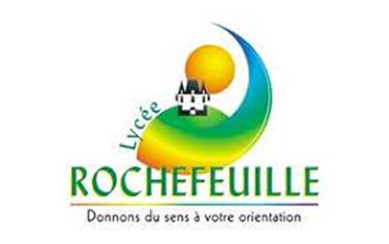 Lycée
ROCHEFEUILLE
Donnons du sens à votre orientation